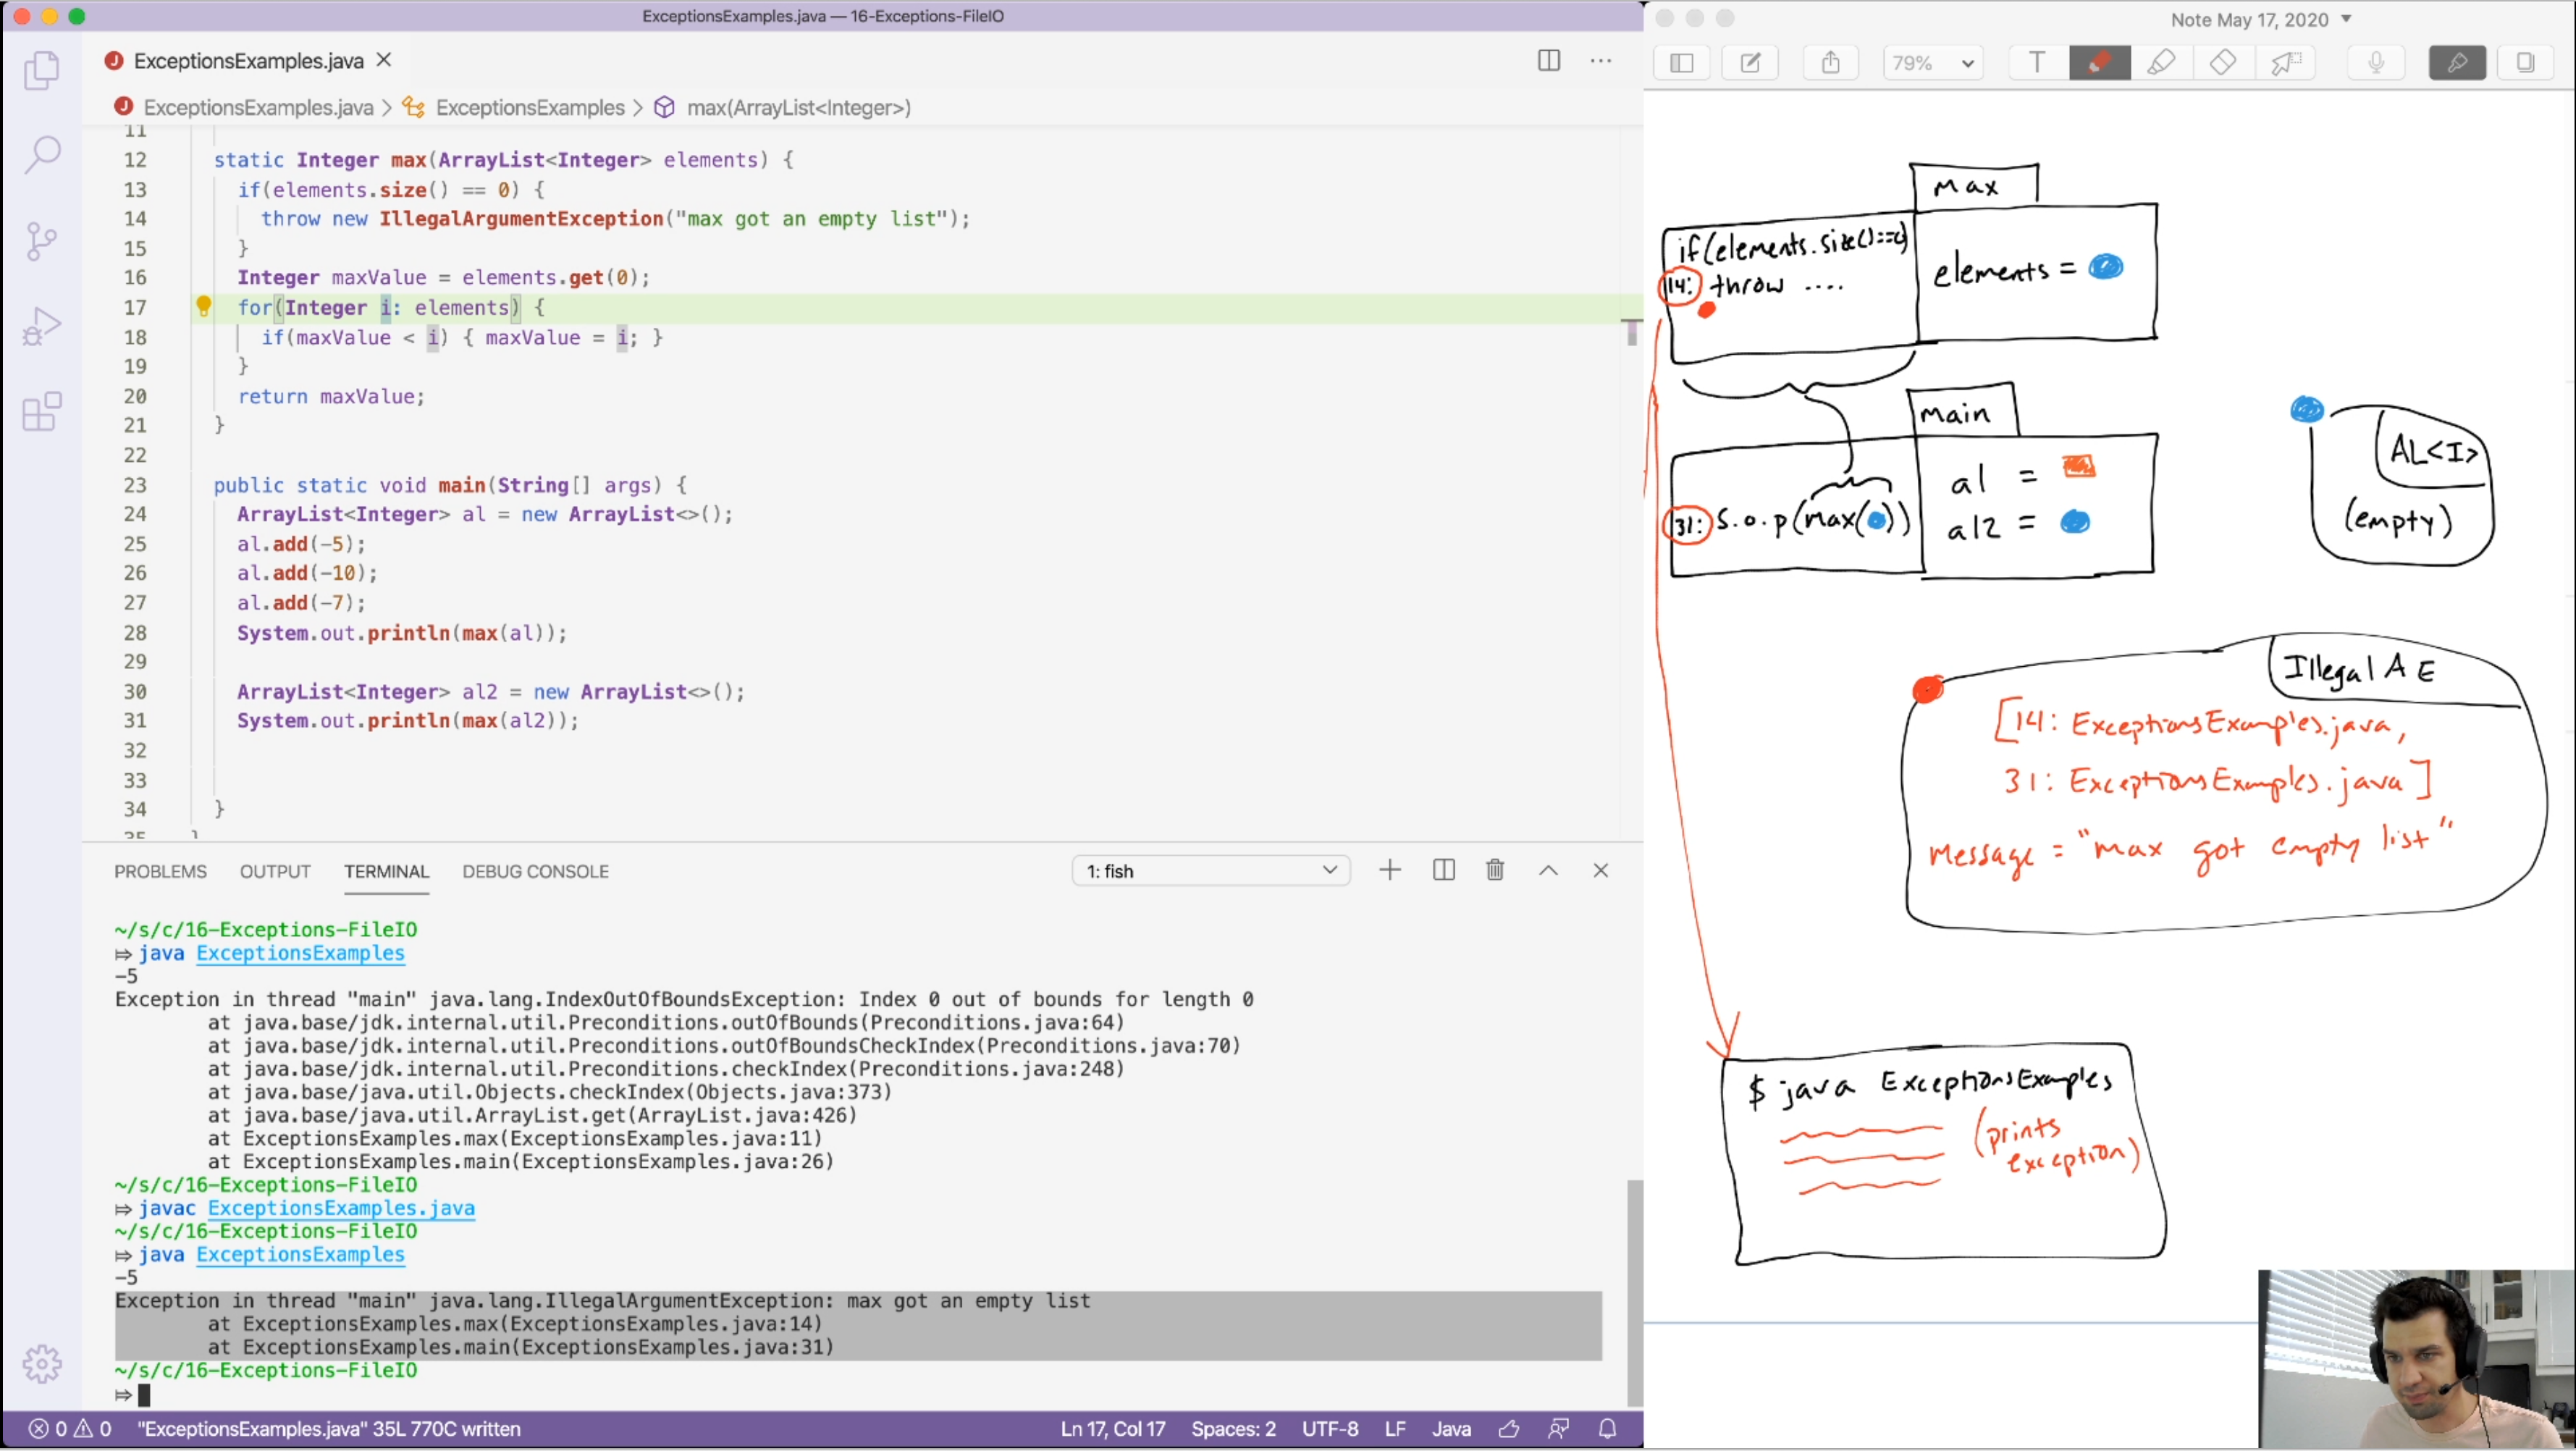 ExceptionsExamples.java — 16-Exceptions-FileIO
ExceptionsExamples.java
ExceptionsExamples.java > ExceptionsExamples > max(ArrayList<Integer>)
11
12 static Integer max(ArrayList<Integer> elements) {
13 if(elements.size() == 0) {
14 throw new IllegalArgumentException("max got an empty list");
15 }
16 Integer maxValue = elements.get(0);
17 for(Integer i: elements) {
18 if(maxValue < i) { maxValue = i; }
19 }
20 return maxValue;
21 }
22
23 public static void main(String[] args) {
24 ArrayList<Integer> al = new ArrayList<>();
25 al.add(-5);
26 al.add(-10);
27 al.add(-7);
28 System.out.println(max(al));
29
30 ArrayList<Integer> al2 = new ArrayList<>();
31 System.out.println(max(al2));
32
33
34 }
35 }
PROBLEMS OUTPUT TERMINAL DEBUG CONSOLE 1: fish
~/s/c/16-Exceptions-FileIO
⤇ java ExceptionsExamples
-5
Exception in thread "main" java.lang.IndexOutOfBoundsException: Index 0 out of bounds for length 0
at java.base/jdk.internal.util.Preconditions.outOfBounds(Preconditions.java:64)
at java.base/jdk.internal.util.Preconditions.outOfBoundsCheckIndex(Preconditions.java:70)
at java.base/jdk.internal.util.Preconditions.checkIndex(Preconditions.java:248)
at java.base/java.util.Objects.checkIndex(Objects.java:373)
at java.base/java.util.ArrayList.get(ArrayList.java:426)
at ExceptionsExamples.max(ExceptionsExamples.java:11)
at ExceptionsExamples.main(ExceptionsExamples.java:26)
~/s/c/16-Exceptions-FileIO
⤇ javac ExceptionsExamples.java
~/s/c/16-Exceptions-FileIO
⤇ java ExceptionsExamples
-5
Exception in thread "main" java.lang.IllegalArgumentException: max got an empty list
at ExceptionsExamples.max(ExceptionsExamples.java:14)
at ExceptionsExamples.main(ExceptionsExamples.java:31)
~/s/c/16-Exceptions-FileIO
⤇
0 0 "ExceptionsExamples.java" 35L 770C written Ln 17, Col 17 Spaces: 2 UTF-8 LF Java
Note May 17, 2020
79% T
max
if(elements.size()==0)
14: throw ....
elements =
main
31: S.o.p(max( ))
al =
al2 =
AL<I>
(empty)
Illegal A E
[14: ExceptionsExamples.java,
31: ExceptionsExamples.java]
message = "max got empty list"
$ java ExceptionsExamples
(prints
exception)